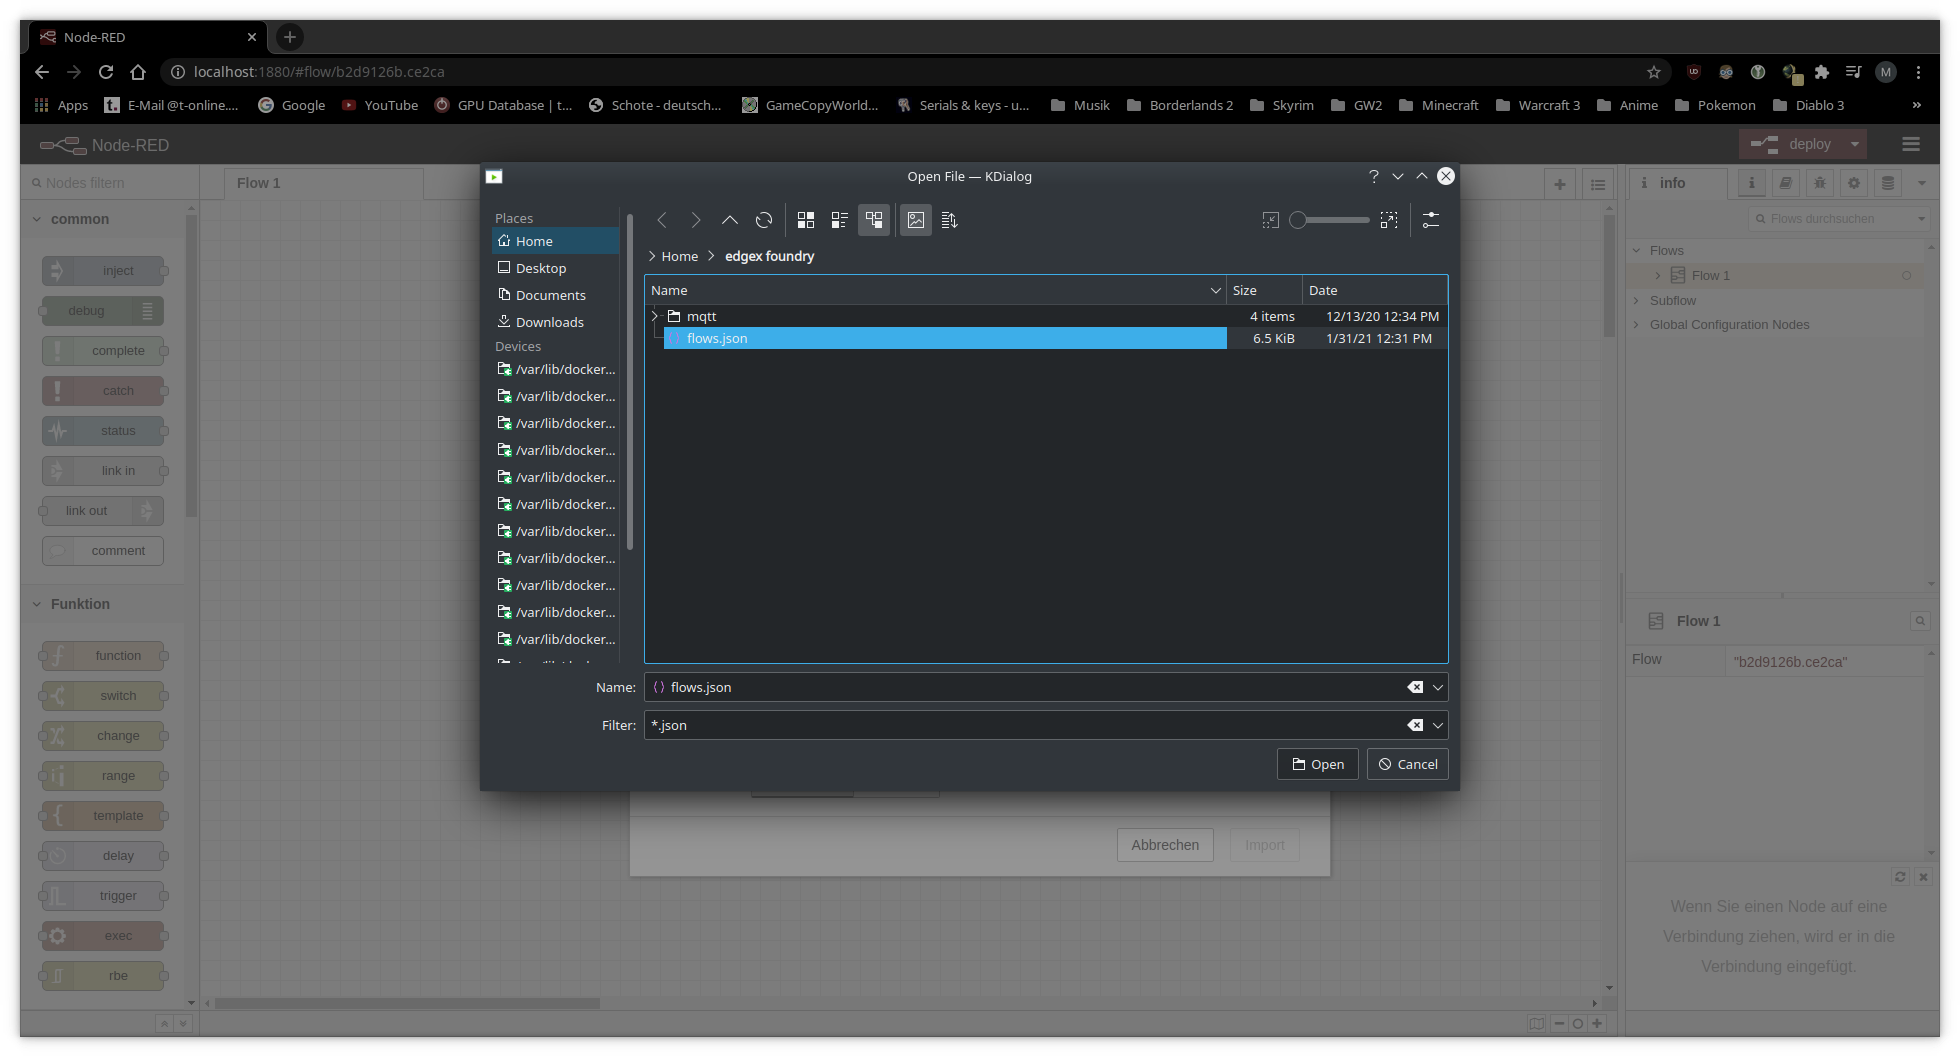 Node-RED
localhost:1880/#flow/b2d9126b.ce2ca
M
Apps
t. E-Mail @t-online....
Google
YouTube
GPU Database | t...
Schote - deutsch...
GameCopyWorld...
Serials & keys - u...
Musik
Borderlands 2
Skyrim
GW2
Minecraft
Warcraft 3
Anime
Pokemon
Diablo 3
»
Node-RED
deploy
Nodes filtern
common
inject
debug
complete
catch
status
link in
link out
comment
Funktion
function
switch
change
range
template
delay
trigger
exec
rbe
Flow 1
Open File — KDialog
Places
Home
Desktop
Documents
Downloads
Devices
/var/lib/docker...
/var/lib/docker...
/var/lib/docker...
/var/lib/docker...
/var/lib/docker...
/var/lib/docker...
/var/lib/docker...
/var/lib/docker...
/var/lib/docker...
/var/lib/docker...
/var/lib/docker...
Home
edgex foundry
Name Size Date
mqtt 4 items 12/13/20 12:34 PM
flows.json 6.5 KiB 1/31/21 12:31 PM
Name: flows.json
Filter: *.json
Open
Cancel
Abbrechen
Import
info
Flows durchsuchen
Flows
Flow 1
Subflow
Global Configuration Nodes
Flow 1
Flow "b2d9126b.ce2ca"
Wenn Sie einen Node auf eine
Verbindung ziehen, wird er in die
Verbindung eingefügt.